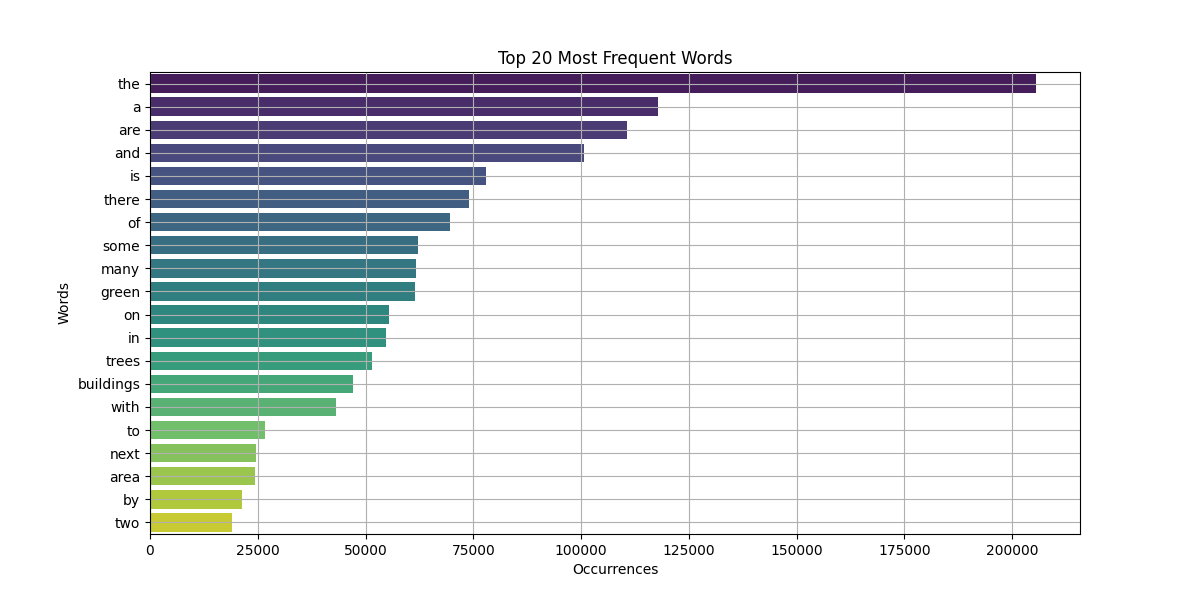 Top 20 Most Frequent Words
the
a
are
and
is
there
of
some
many
green
on
in
trees
buildings
with
to
next
area
by
two
Words
0 25000 50000 75000 100000 125000 150000 175000 200000
Occurrences